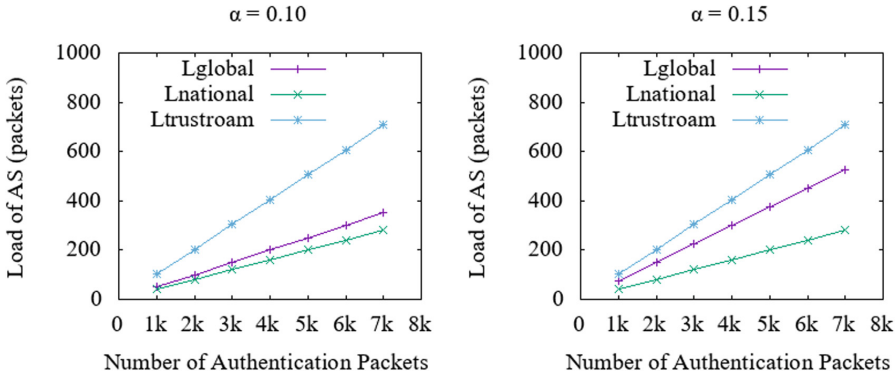 α = 0.10
1000
800
600
400
200
0
Load of AS (packets)
Lglobal
Lnational
Ltrustroam
0 1k 2k 3k 4k 5k 6k 7k 8k
Number of Authentication Packets
α = 0.15
1000
800
600
400
200
0
Load of AS (packets)
Lglobal
Lnational
Ltrustroam
0 1k 2k 3k 4k 5k 6k 7k 8k
Number of Authentication Packets